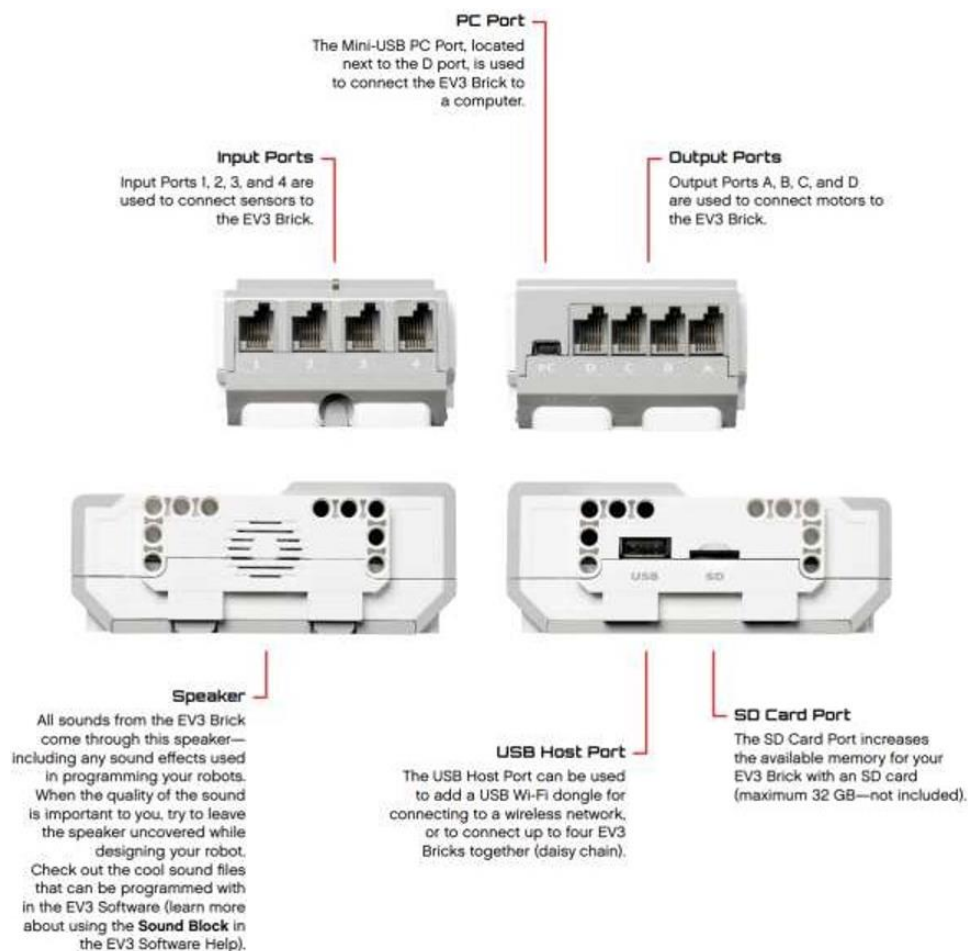 PC Port
The Mini-USB PC Port, located
next to the D port, is used
to connect the EV3 Brick to
a computer.
Input Ports
Input Ports 1, 2, 3, and 4 are
used to connect sensors to
the EV3 Brick.
Output Ports
Output Ports A, B, C, and D
are used to connect motors to
the EV3 Brick.
1 2 3 4
PC D C B A
USB SD
Speaker
All sounds from the EV3 Brick
come through this speaker—
including any sound effects used
in programming your robots.
When the quality of the sound
is important to you, try to leave
the speaker uncovered while
designing your robot.
Check out the cool sound files
that can be programmed with
in the EV3 Software (learn more
about using the Sound Block in
the EV3 Software Help).
USB Host Port
The USB Host Port can be used
to add a USB Wi-Fi dongle for
connecting to a wireless network,
or to connect up to four EV3
Bricks together (daisy chain).
SD Card Port
The SD Card Port increases
the available memory for your
EV3 Brick with an SD card
(maximum 32 GB—not included).